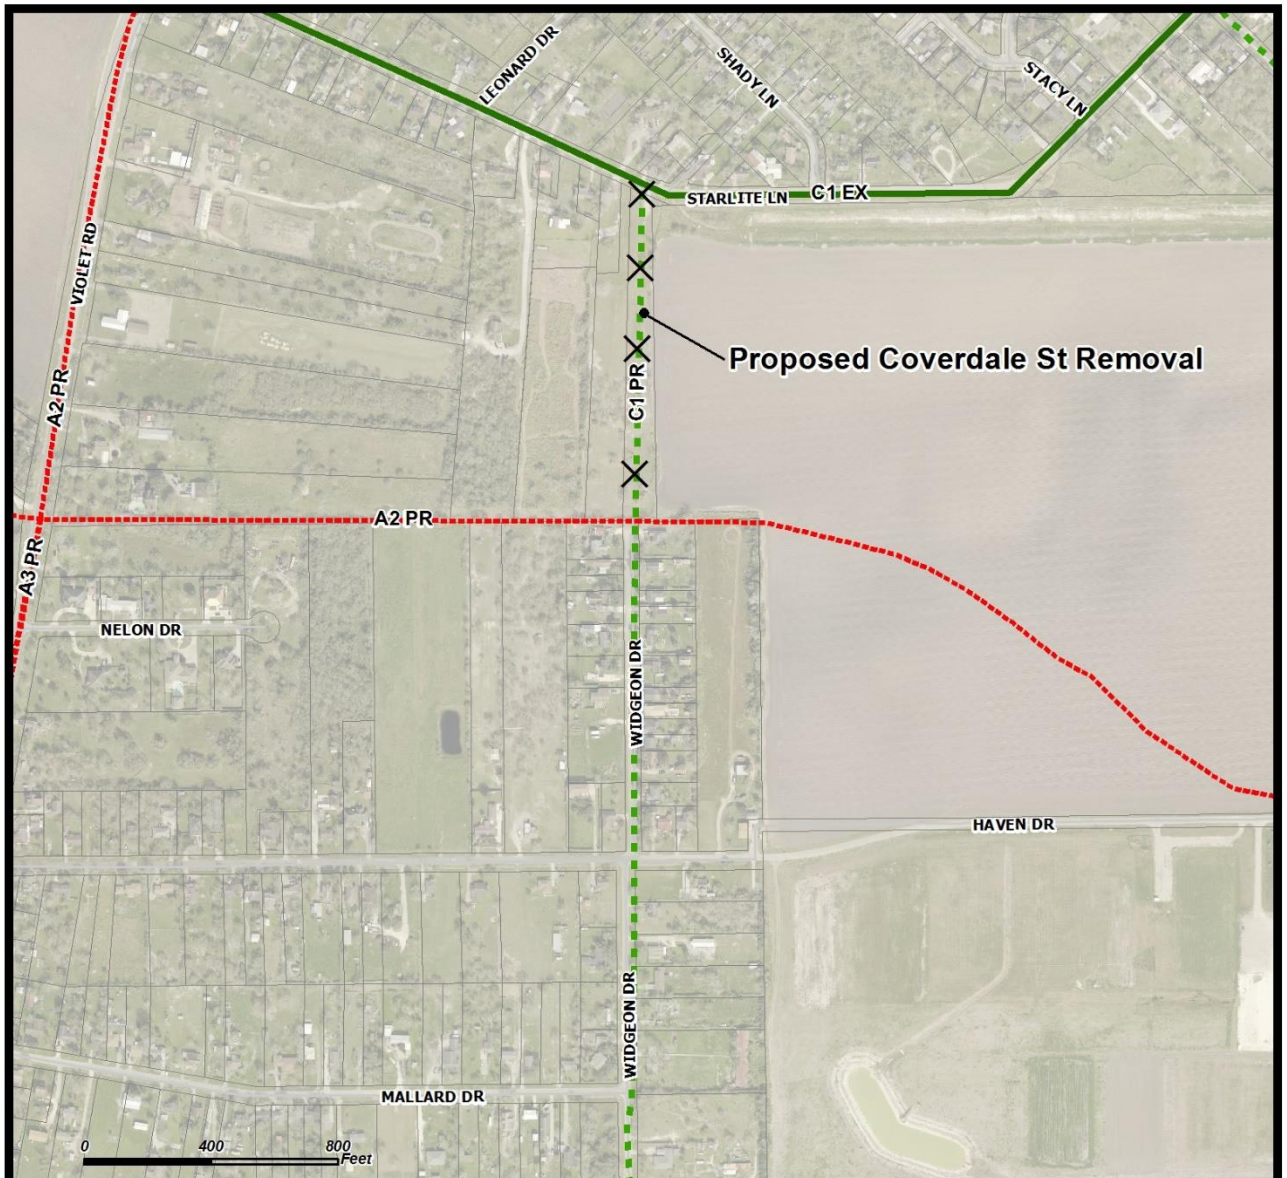 LEONARD DR
SHADY LN
STACY LN
STARLITE LN
C1 EX
VIOLET RD
Proposed Coverdale St Removal
A2 PR
C1 PR
A2 PR
A3 PR
NELON DR
WIDGEON DR
HAVEN DR
WIDGEON DR
MALLARD DR
0 400 800
Feet